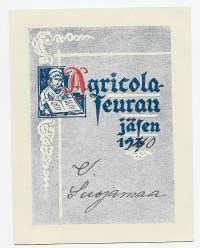 Agricola-
seuran
jäsen
1940
V.
Suojamaa